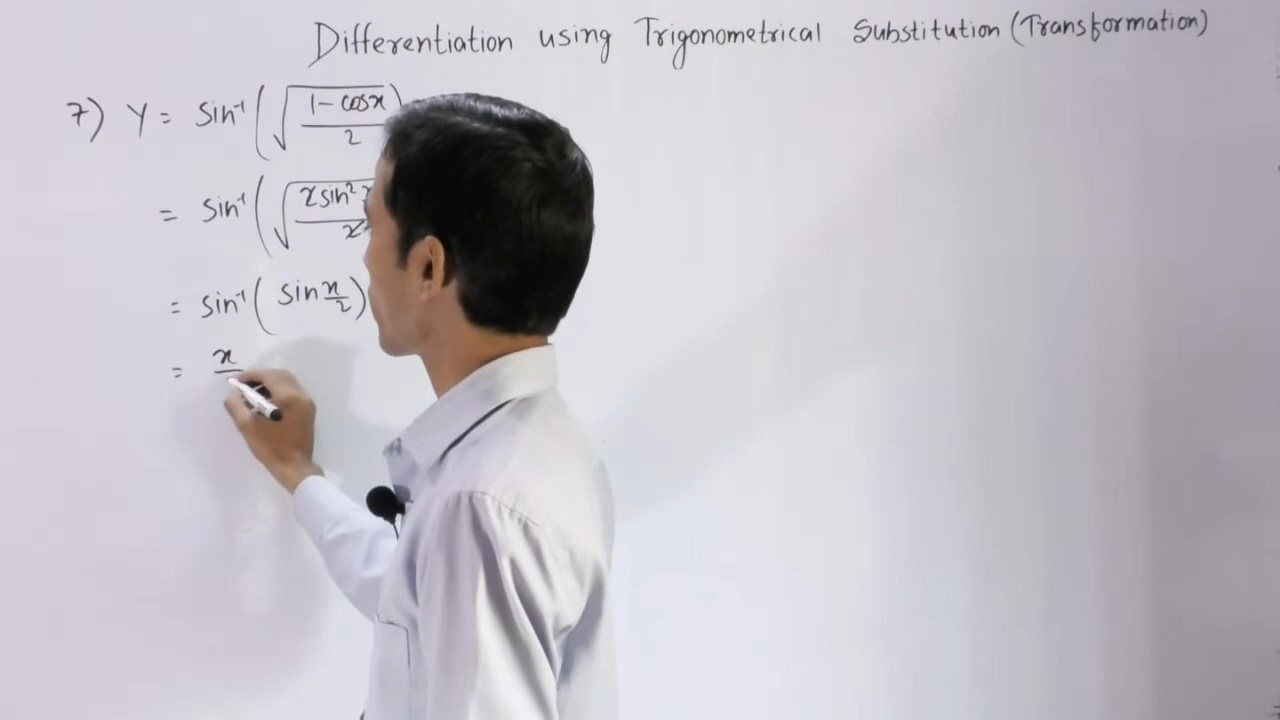 Differentiation using Trigonometrical Substitution (Transformation)
7) Y = Sin⁻¹(√((1 - cosx)/2))
= Sin⁻¹(√(2sin²
= Sin⁻¹(Sin x/2)
= x